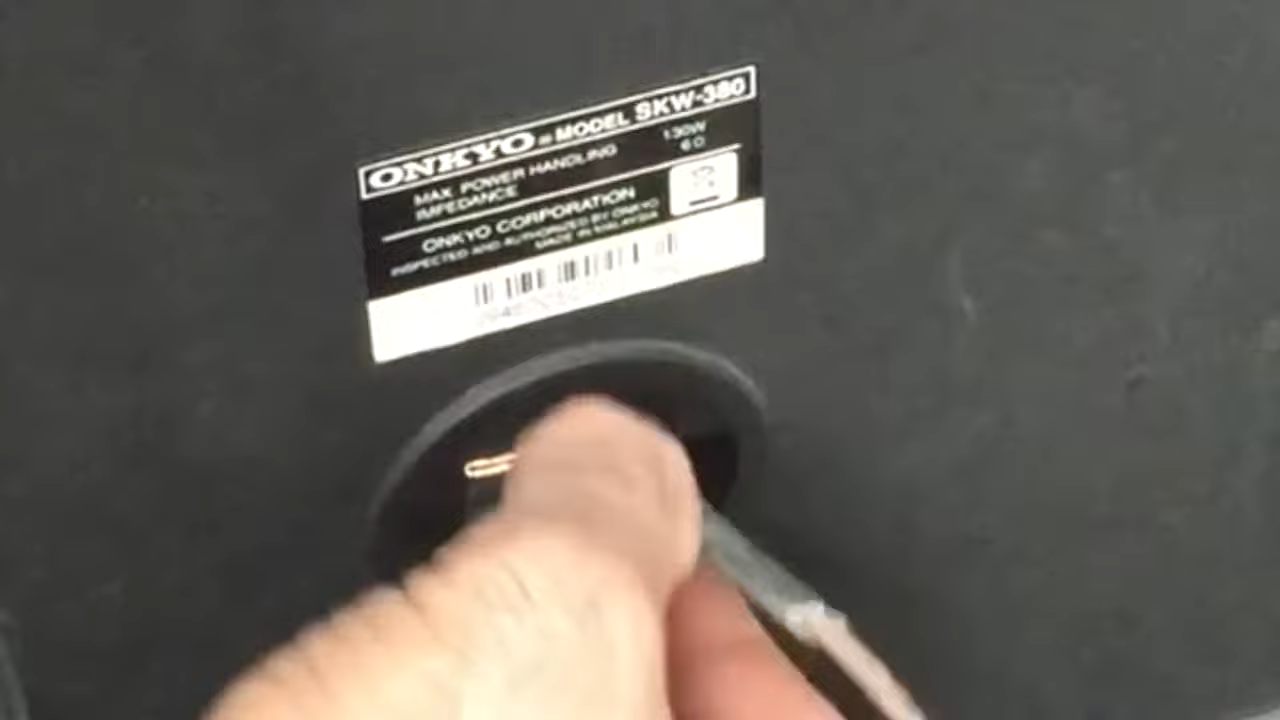 ONKYO MODEL SKW-380
MAX. POWER HANDLING 130W
IMPEDANCE 6Ω
ONKYO CORPORATION
INSPECTED AND AUTHORIZED BY ONKYO
MADE IN MALAYSIA